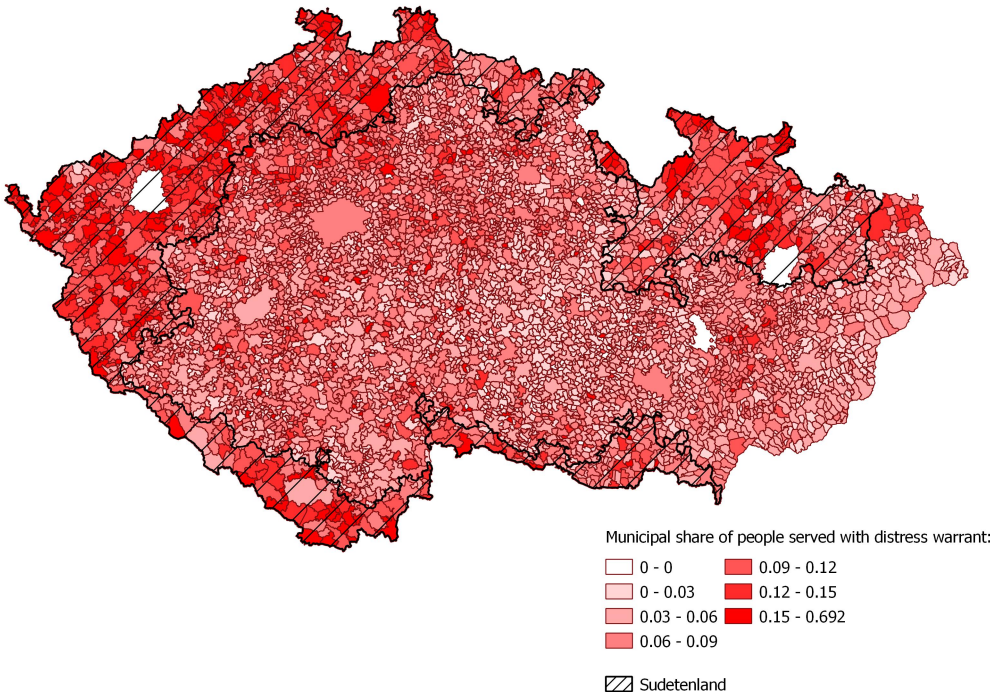 Municipal share of people served with distress warrant:
0 - 0
0 - 0.03
0.03 - 0.06
0.06 - 0.09
0.09 - 0.12
0.12 - 0.15
0.15 - 0.692
Sudetenland